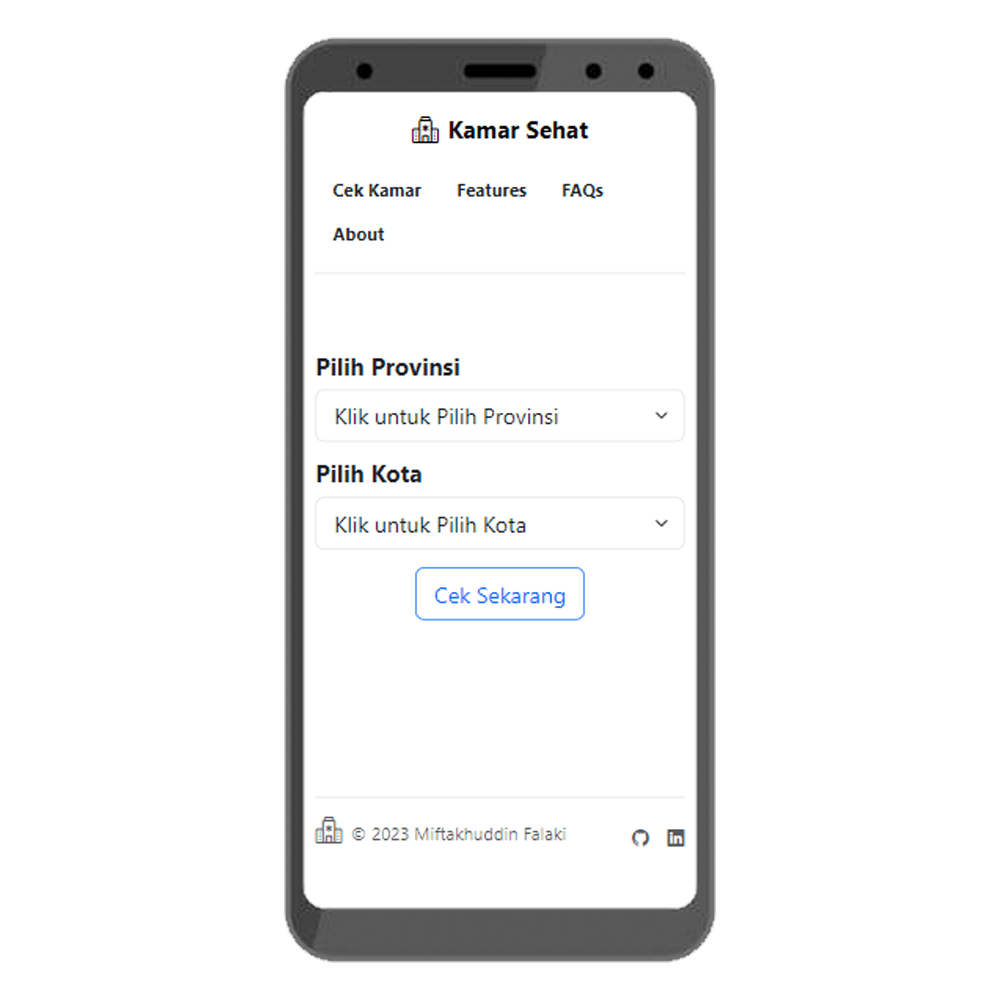 Kamar Sehat
Cek Kamar Features FAQs
About
Pilih Provinsi
Klik untuk Pilih Provinsi
Pilih Kota
Klik untuk Pilih Kota
Cek Sekarang
© 2023 Miftakhuddin Falaki